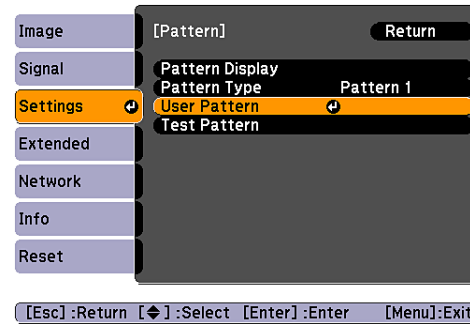 Image
Signal
Settings
Extended
Network
Info
Reset
[Pattern] Return
Pattern Display
Pattern Type Pattern 1
User Pattern
Test Pattern
[Esc] :Return [◆] :Select [Enter] :Enter [Menu]:Exit